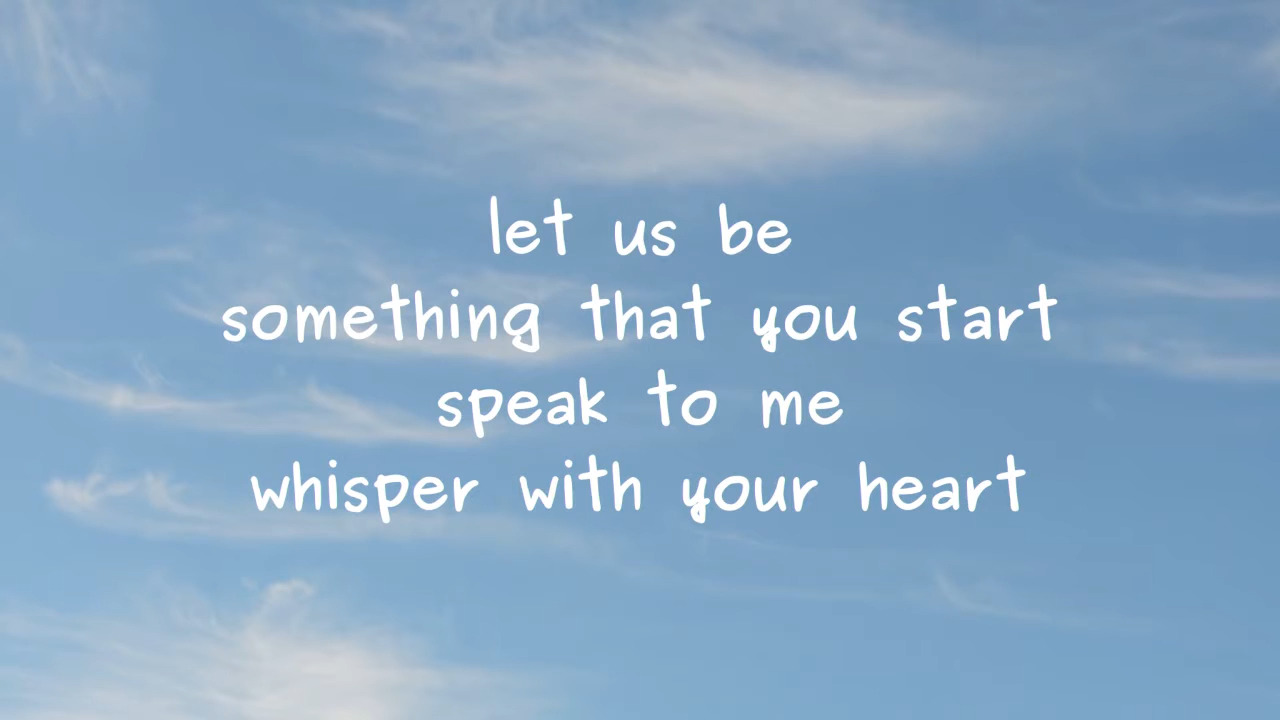 let us be
something that you start
speak to me
whisper with your heart